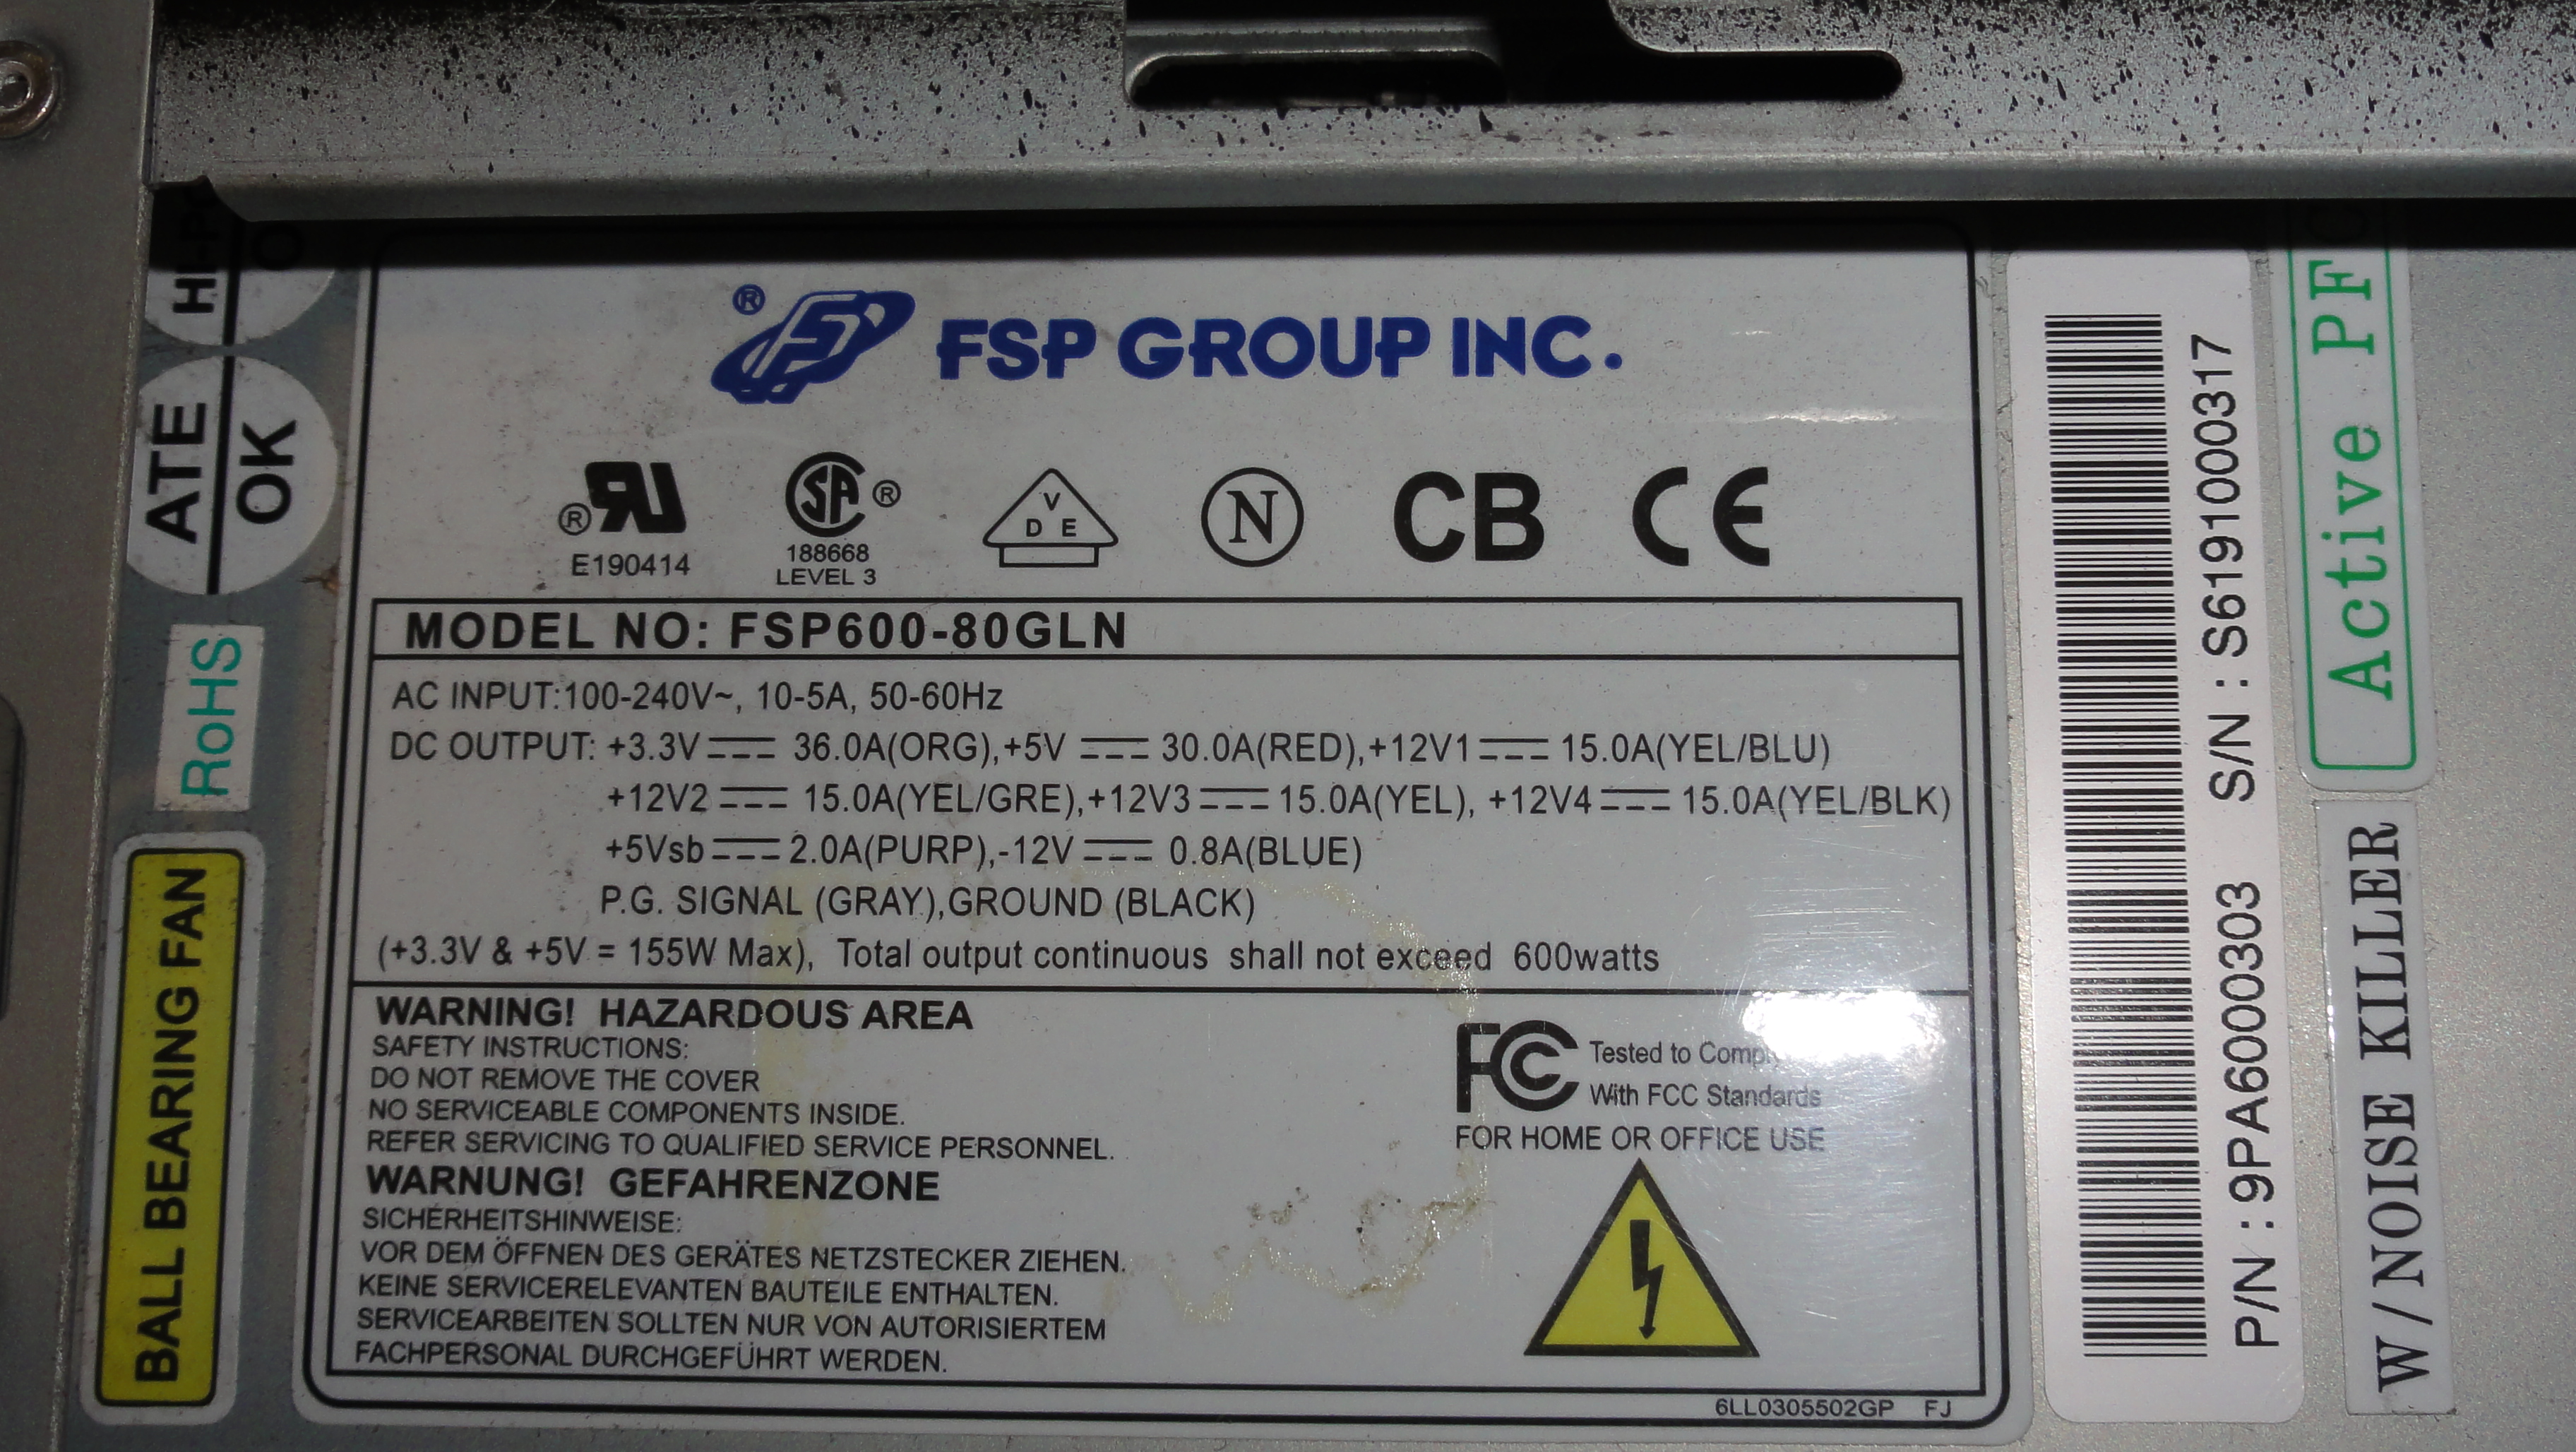 HI-P
O
ATE
OK
RoHS
BALL BEARING FAN
® FSP GROUP INC.
® RU
E190414
SA ®
188668
LEVEL 3
V
D E
N
CB
CE
MODEL NO: FSP600-80GLN
AC INPUT:100-240V~, 10-5A, 50-60Hz
DC OUTPUT: +3.3V ⎓ 36.0A(ORG),+5V ⎓ 30.0A(RED),+12V1 ⎓ 15.0A(YEL/BLU)
+12V2 ⎓ 15.0A(YEL/GRE),+12V3 ⎓ 15.0A(YEL), +12V4 ⎓ 15.0A(YEL/BLK)
+5Vsb ⎓ 2.0A(PURP),-12V ⎓ 0.8A(BLUE)
P.G. SIGNAL (GRAY),GROUND (BLACK)
(+3.3V & +5V = 155W Max), Total output continuous shall not exceed 600watts
WARNING! HAZARDOUS AREA
SAFETY INSTRUCTIONS:
DO NOT REMOVE THE COVER
NO SERVICEABLE COMPONENTS INSIDE.
REFER SERVICING TO QUALIFIED SERVICE PERSONNEL.
WARNUNG! GEFAHRENZONE
SICHERHEITSHINWEISE:
VOR DEM ÖFFNEN DES GERÄTES NETZSTECKER ZIEHEN.
KEINE SERVICERELEVANTEN BAUTEILE ENTHALTEN.
SERVICEARBEITEN SOLLTEN NUR VON AUTORISIERTEM
FACHPERSONAL DURCHGEFÜHRT WERDEN.
FC Tested to Comply
With FCC Standards
FOR HOME OR OFFICE USE
6LL0305502GP FJ
P/N : 9PA6000303 S/N : S6191000317
Active PF
W / NOISE KILLER